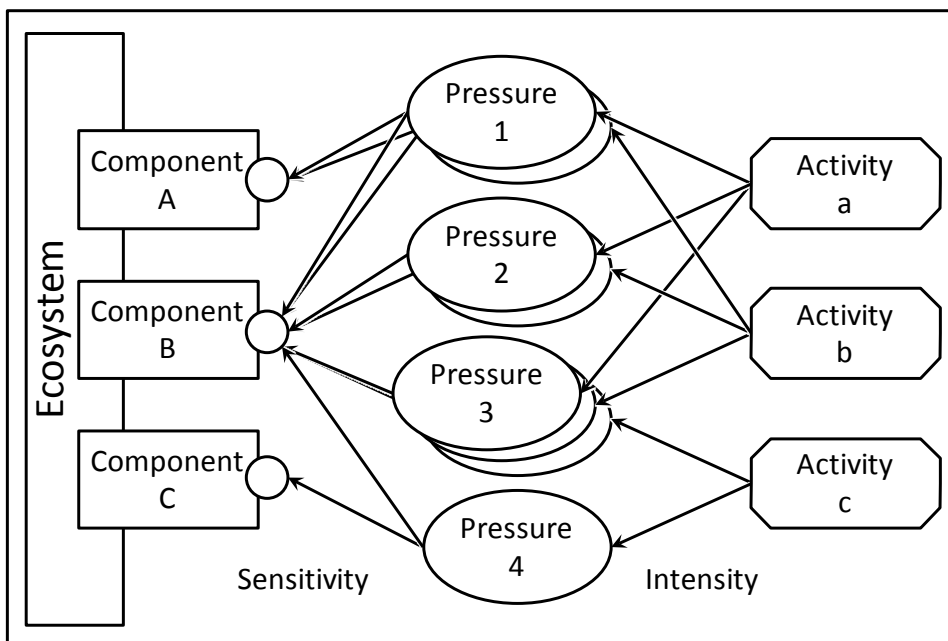 Ecosystem
Component
A
Component
B
Component
C
Pressure
1
Pressure
2
Pressure
3
Pressure
4
Activity
a
Activity
b
Activity
c
Sensitivity
Intensity